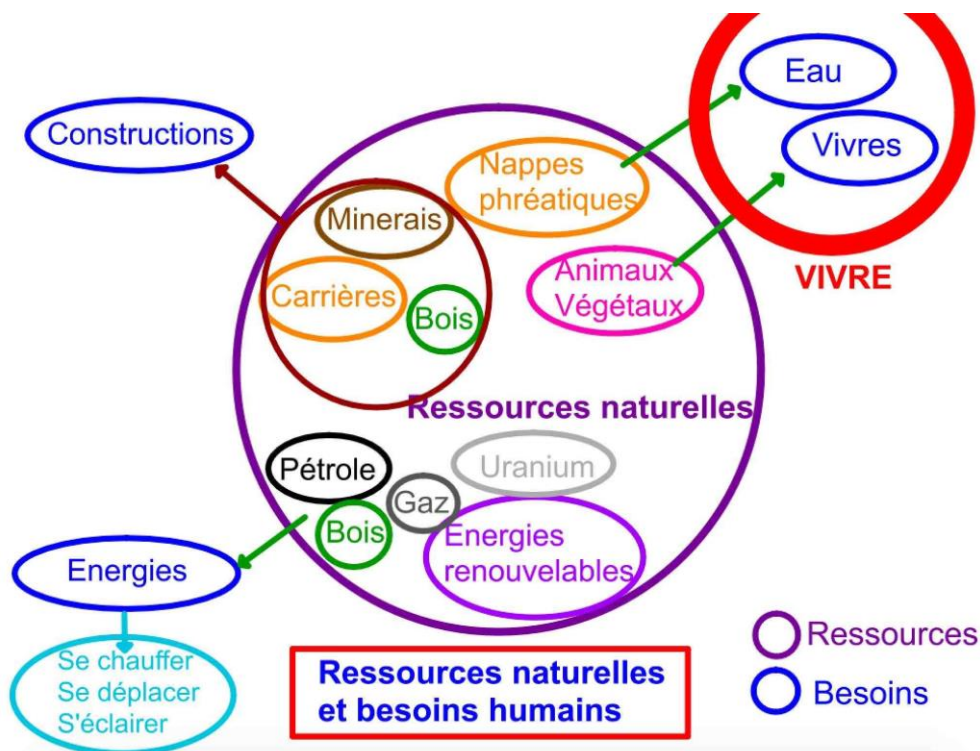 Eau
Vivres
VIVRE
Constructions
Nappes
phréatiques
Minerais
Animaux
Végétaux
Carrières
Bois
Ressources naturelles
Pétrole
Uranium
Gaz
Bois
Energies
renouvelables
Energies
Se chauffer
Se déplacer
S'éclairer
Ressources naturelles
et besoins humains
Ressources
Besoins